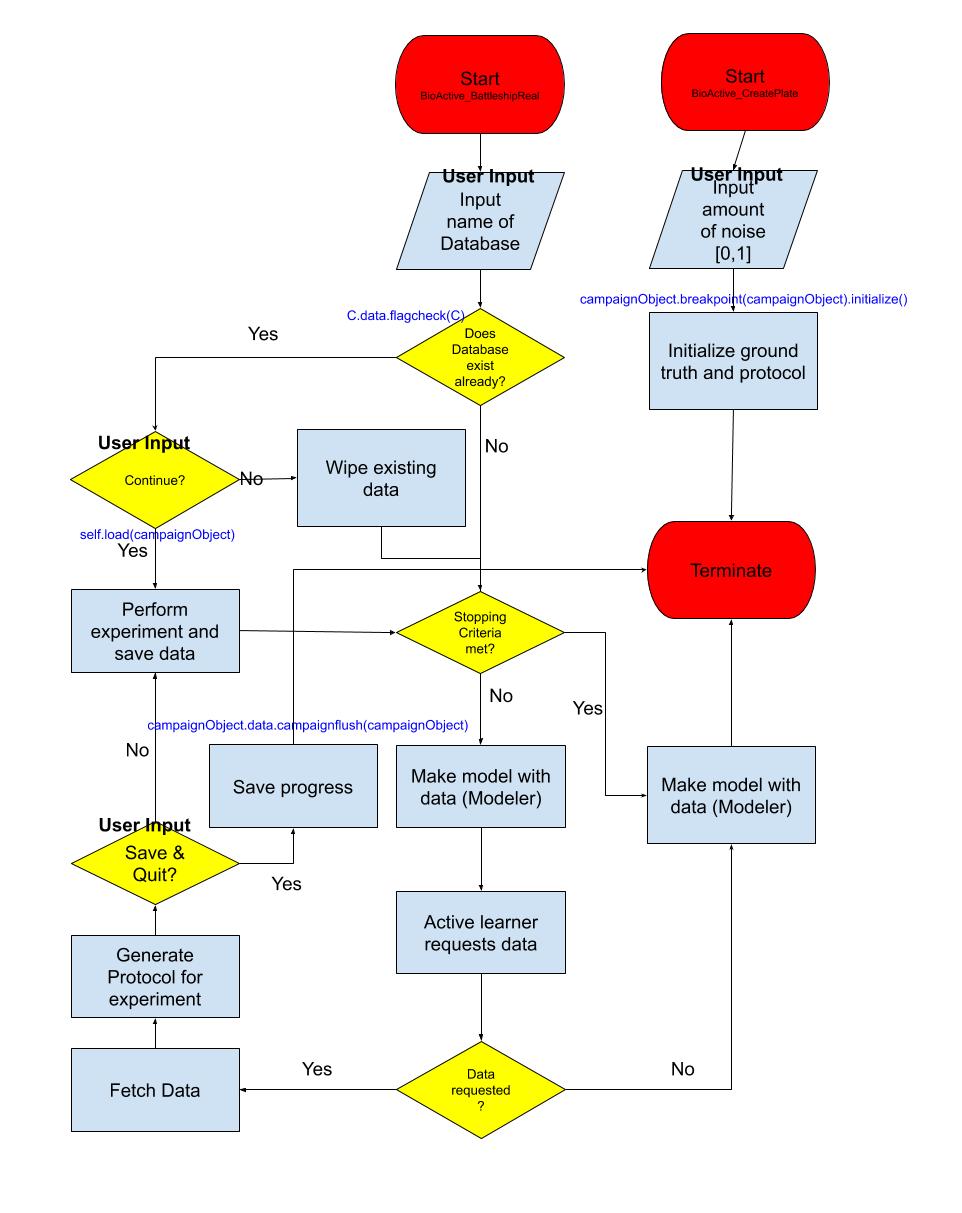 Start
BioActive_BattleshipReal
Start
BioActive_CreatePlate
User Input
Input
name of
Database
User Input
Input
amount
of noise
[0,1]
campaignObject.breakpoint(campaignObject).initialize()
C.data.flagcheck(C)
Yes
Does
Database
exist
already?
Initialize ground
truth and protocol
No
User Input
Continue?
No
Wipe existing
data
self.load(campaignObject)
Yes
Terminate
Perform
experiment and
save data
Stopping
Criteria
met?
No
Yes
campaignObject.data.campaignflush(campaignObject)
No
Save progress
Make model with
data (Modeler)
Make model with
data (Modeler)
User Input
Save &
Quit?
Yes
Active learner
requests data
Generate
Protocol for
experiment
Yes
Data
requested
?
No
Fetch Data